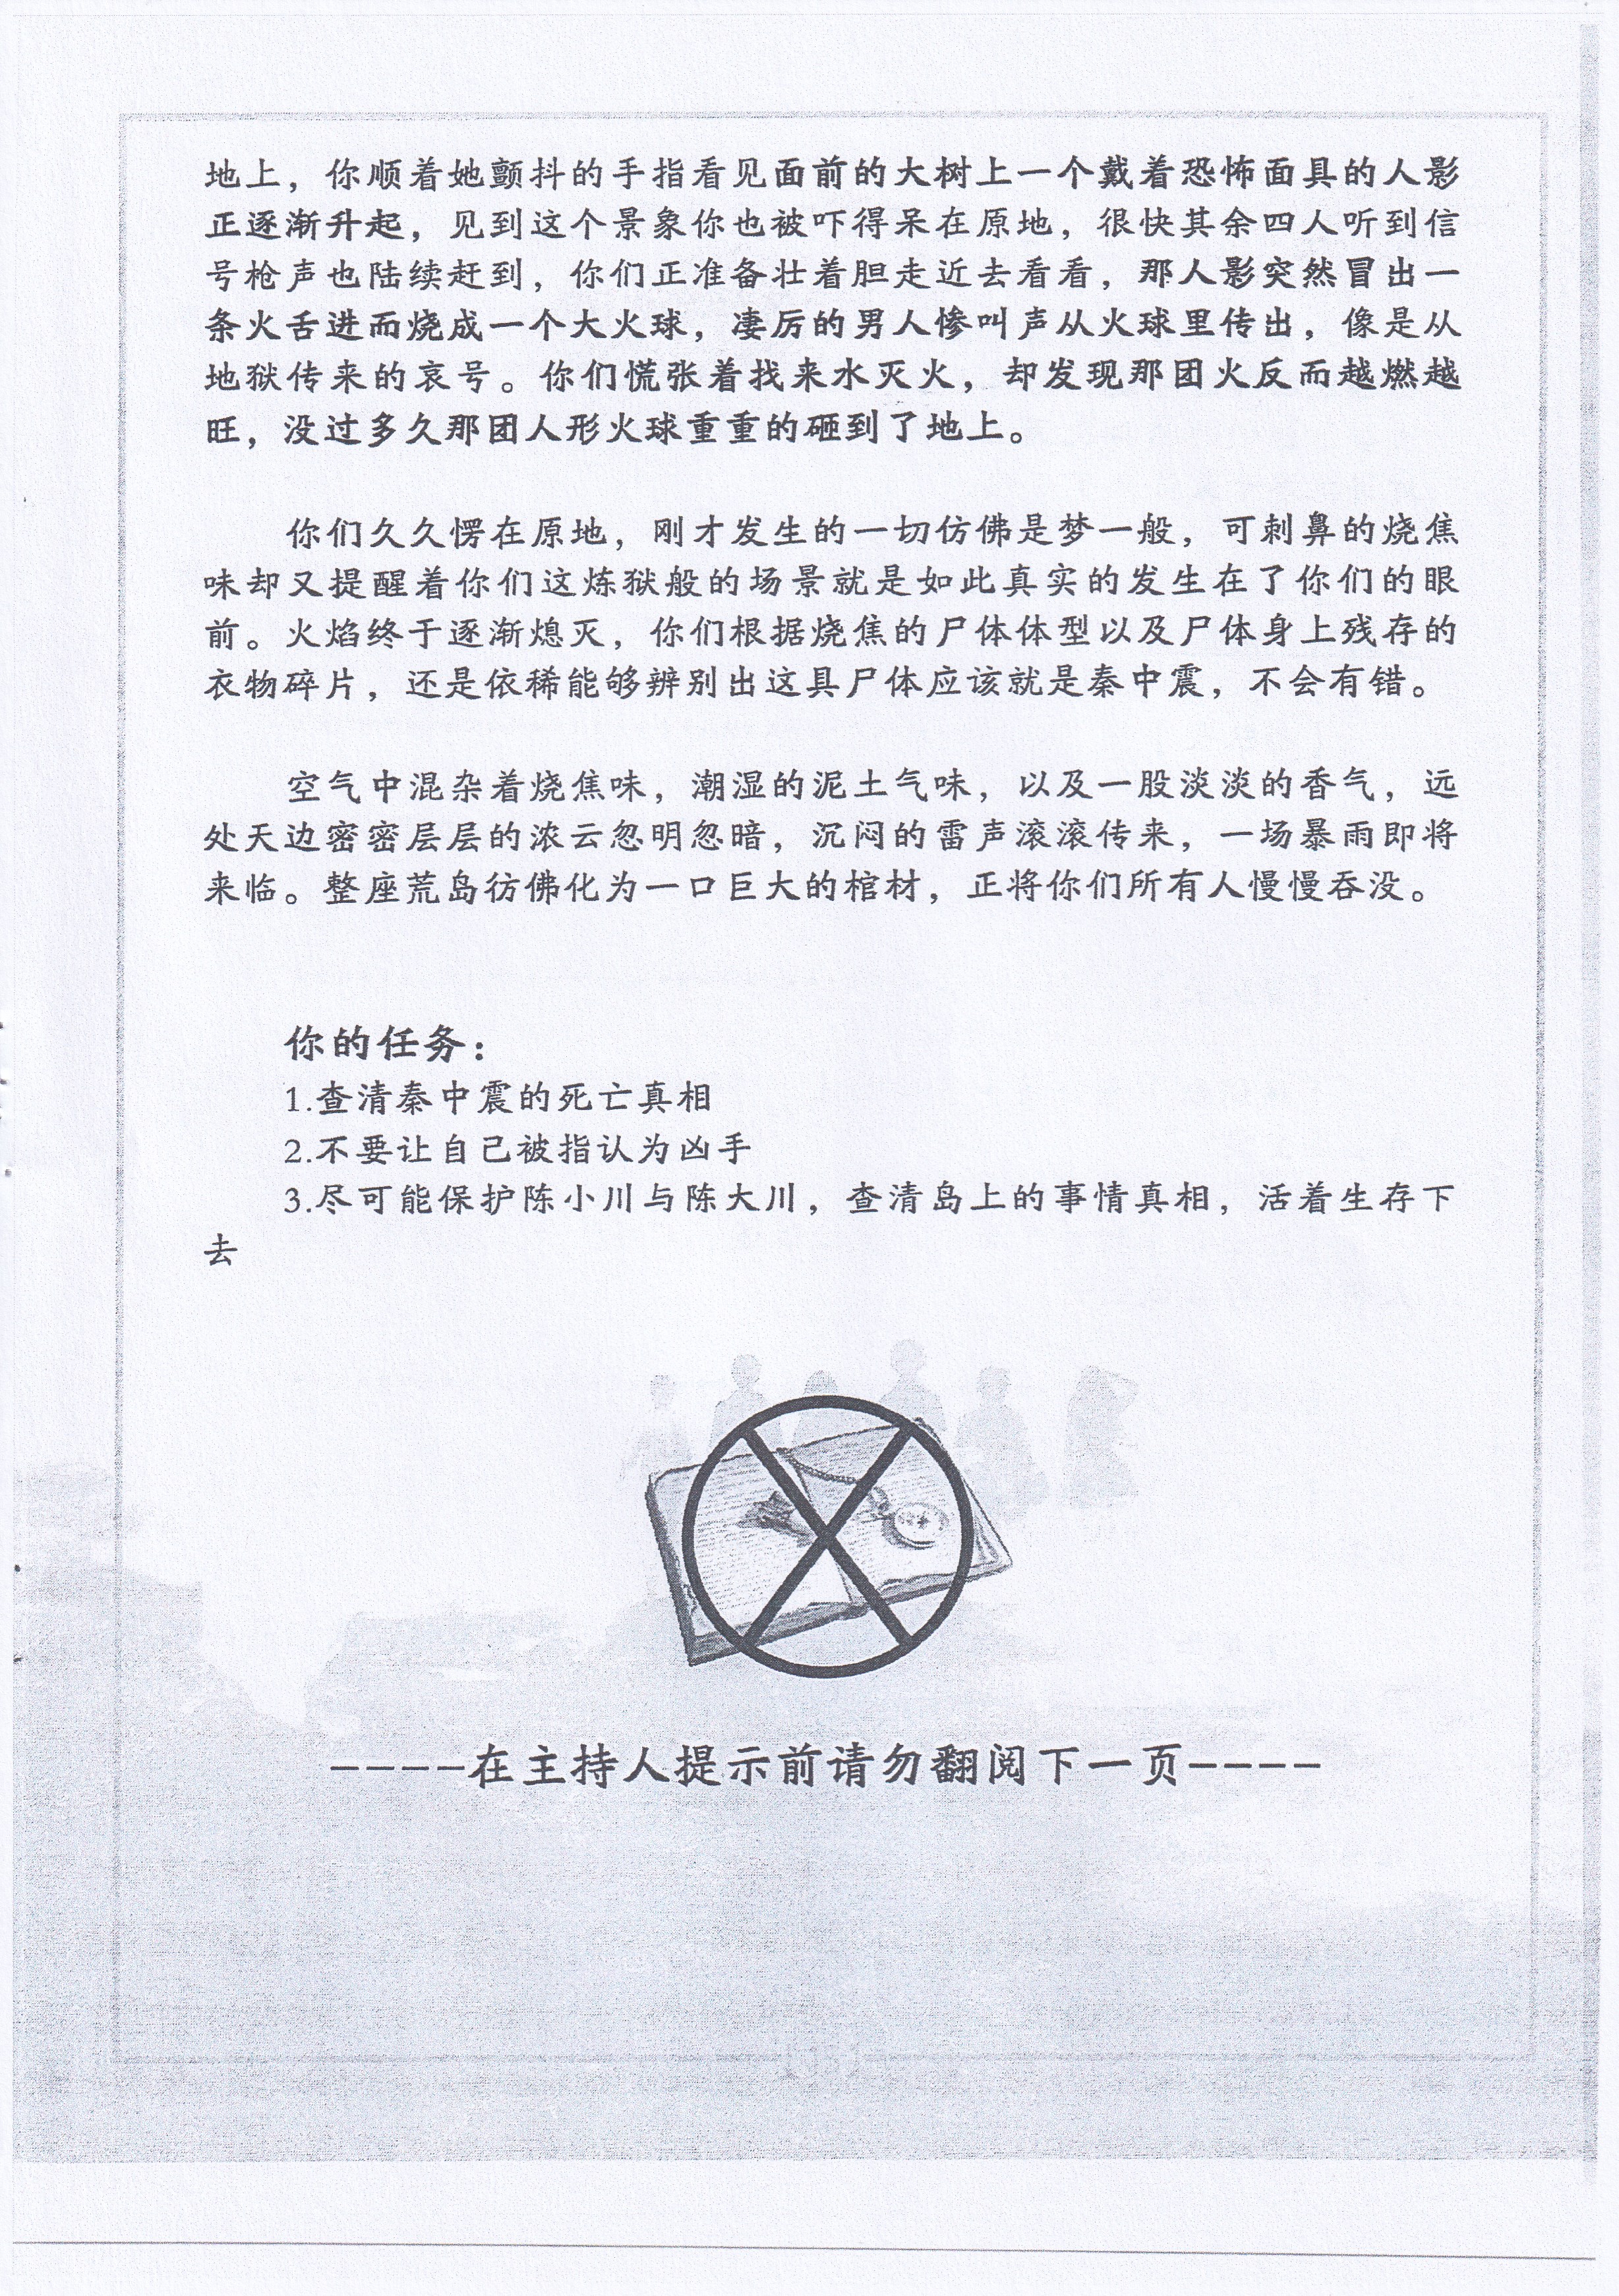 地上，你顺着她颤抖的手指看见面前的大树上一个戴着恐怖面具的人影
正逐渐升起，见到这个景象你也被吓得呆在原地，很快其余四人听到信
号枪声也陆续赶到，你们正准备壮着胆走近去看看，那人影突然冒出一
条火舌进而烧成一个大火球，凄厉的男人惨叫声从火球里传出，像是从
地狱传来的哀号。你们慌张着找来水灭火，却发现那团火反而越燃越
旺，没过多久那团人形火球重重的砸到了地上。
你们久久愣在原地，刚才发生的一切仿佛是梦一般，可刺鼻的烧焦
味却又提醒着你们这炼狱般的场景就是如此真实的发生在了你们的眼
前。火焰终于逐渐熄灭，你们根据烧焦的尸体体型以及尸体身上残存的
衣物碎片，还是依稀能够辨别出这具尸体应该就是秦中震，不会有错。
空气中混杂着烧焦味，潮湿的泥土气味，以及一股淡淡的香气，远
处天边密密层层的浓云忽明忽暗，沉闷的雷声滚滚传来，一场暴雨即将
来临。整座荒岛彷佛化为一口巨大的棺材，正将你们所有人慢慢吞没。
你的任务：
1.查清秦中震的死亡真相
2.不要让自己被指认为凶手
3.尽可能保护陈小川与陈大川，查清岛上的事情真相，活着生存下
去
----在主持人提示前请勿翻阅下一页----